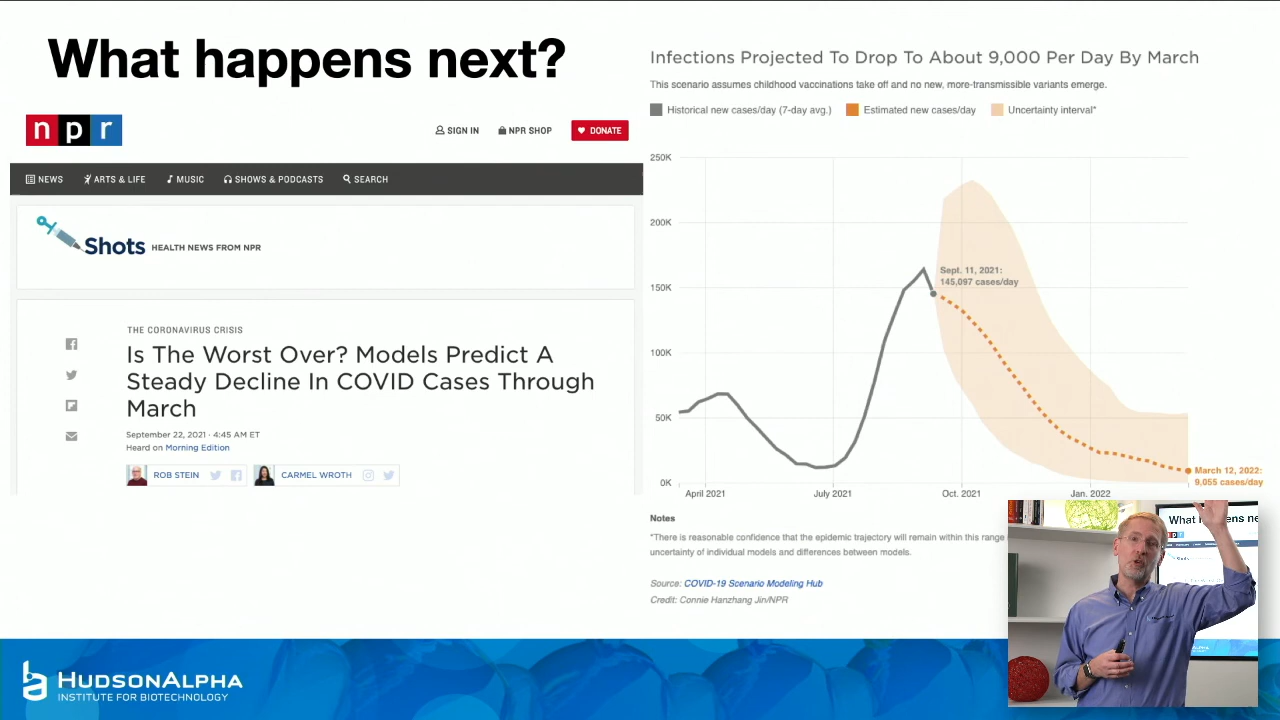 What happens next?
npr
SIGN IN
NPR SHOP
DONATE
NEWS
ARTS & LIFE
MUSIC
SHOWS & PODCASTS
SEARCH
Shots HEALTH NEWS FROM NPR
THE CORONAVIRUS CRISIS
Is The Worst Over? Models Predict A
Steady Decline In COVID Cases Through
March
September 22, 2021 · 4:45 AM ET
Heard on Morning Edition
ROB STEIN
CARMEL WROTH
Infections Projected To Drop To About 9,000 Per Day By March
This scenario assumes childhood vaccinations take off and no new, more-transmissible variants emerge.
Historical new cases/day (7-day avg.)
Estimated new cases/day
Uncertainty interval*
250K
200K
150K
100K
50K
0K
Sept. 11, 2021:
145,097 cases/day
March 12, 2022:
9,055 cases/day
April 2021
July 2021
Oct. 2021
Jan. 2022
Notes
*There is reasonable confidence that the epidemic trajectory will remain within this range
uncertainty of individual models and differences between models.
Source: COVID-19 Scenario Modeling Hub
Credit: Connie Hanzhang Jin/NPR
What happens ne
HUDSONALPHA
INSTITUTE FOR BIOTECHNOLOGY